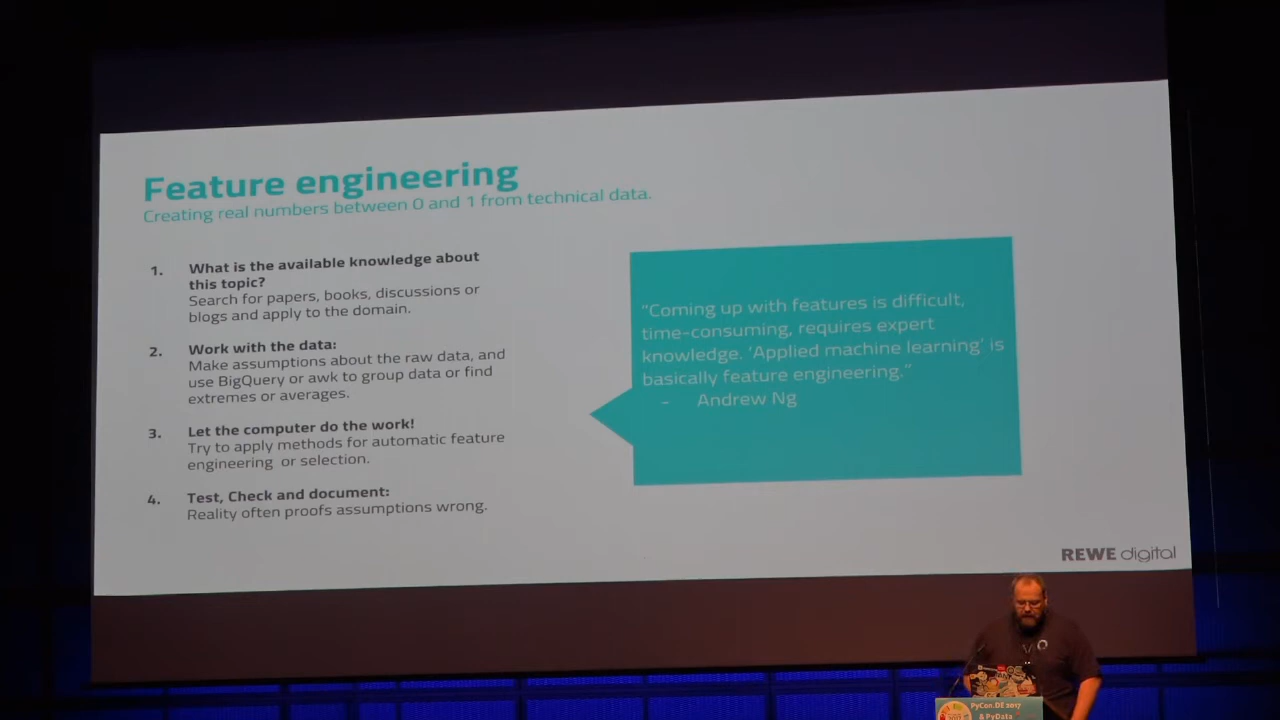 Feature engineering
Creating real numbers between 0 and 1 from technical data.
1. What is the available knowledge about
this topic?
Search for papers, books, discussions or
blogs and apply to the domain.
2. Work with the data:
Make assumptions about the raw data, and
use BigQuery or awk to group data or find
extremes or averages.
3. Let the computer do the work!
Try to apply methods for automatic feature
engineering or selection.
4. Test, Check and document:
Reality often proofs assumptions wrong.
"Coming up with features is difficult,
time-consuming, requires expert
knowledge. 'Applied machine learning' is
basically feature engineering."
- Andrew Ng
REWE digital
PyCon.DE 2017
& PyData